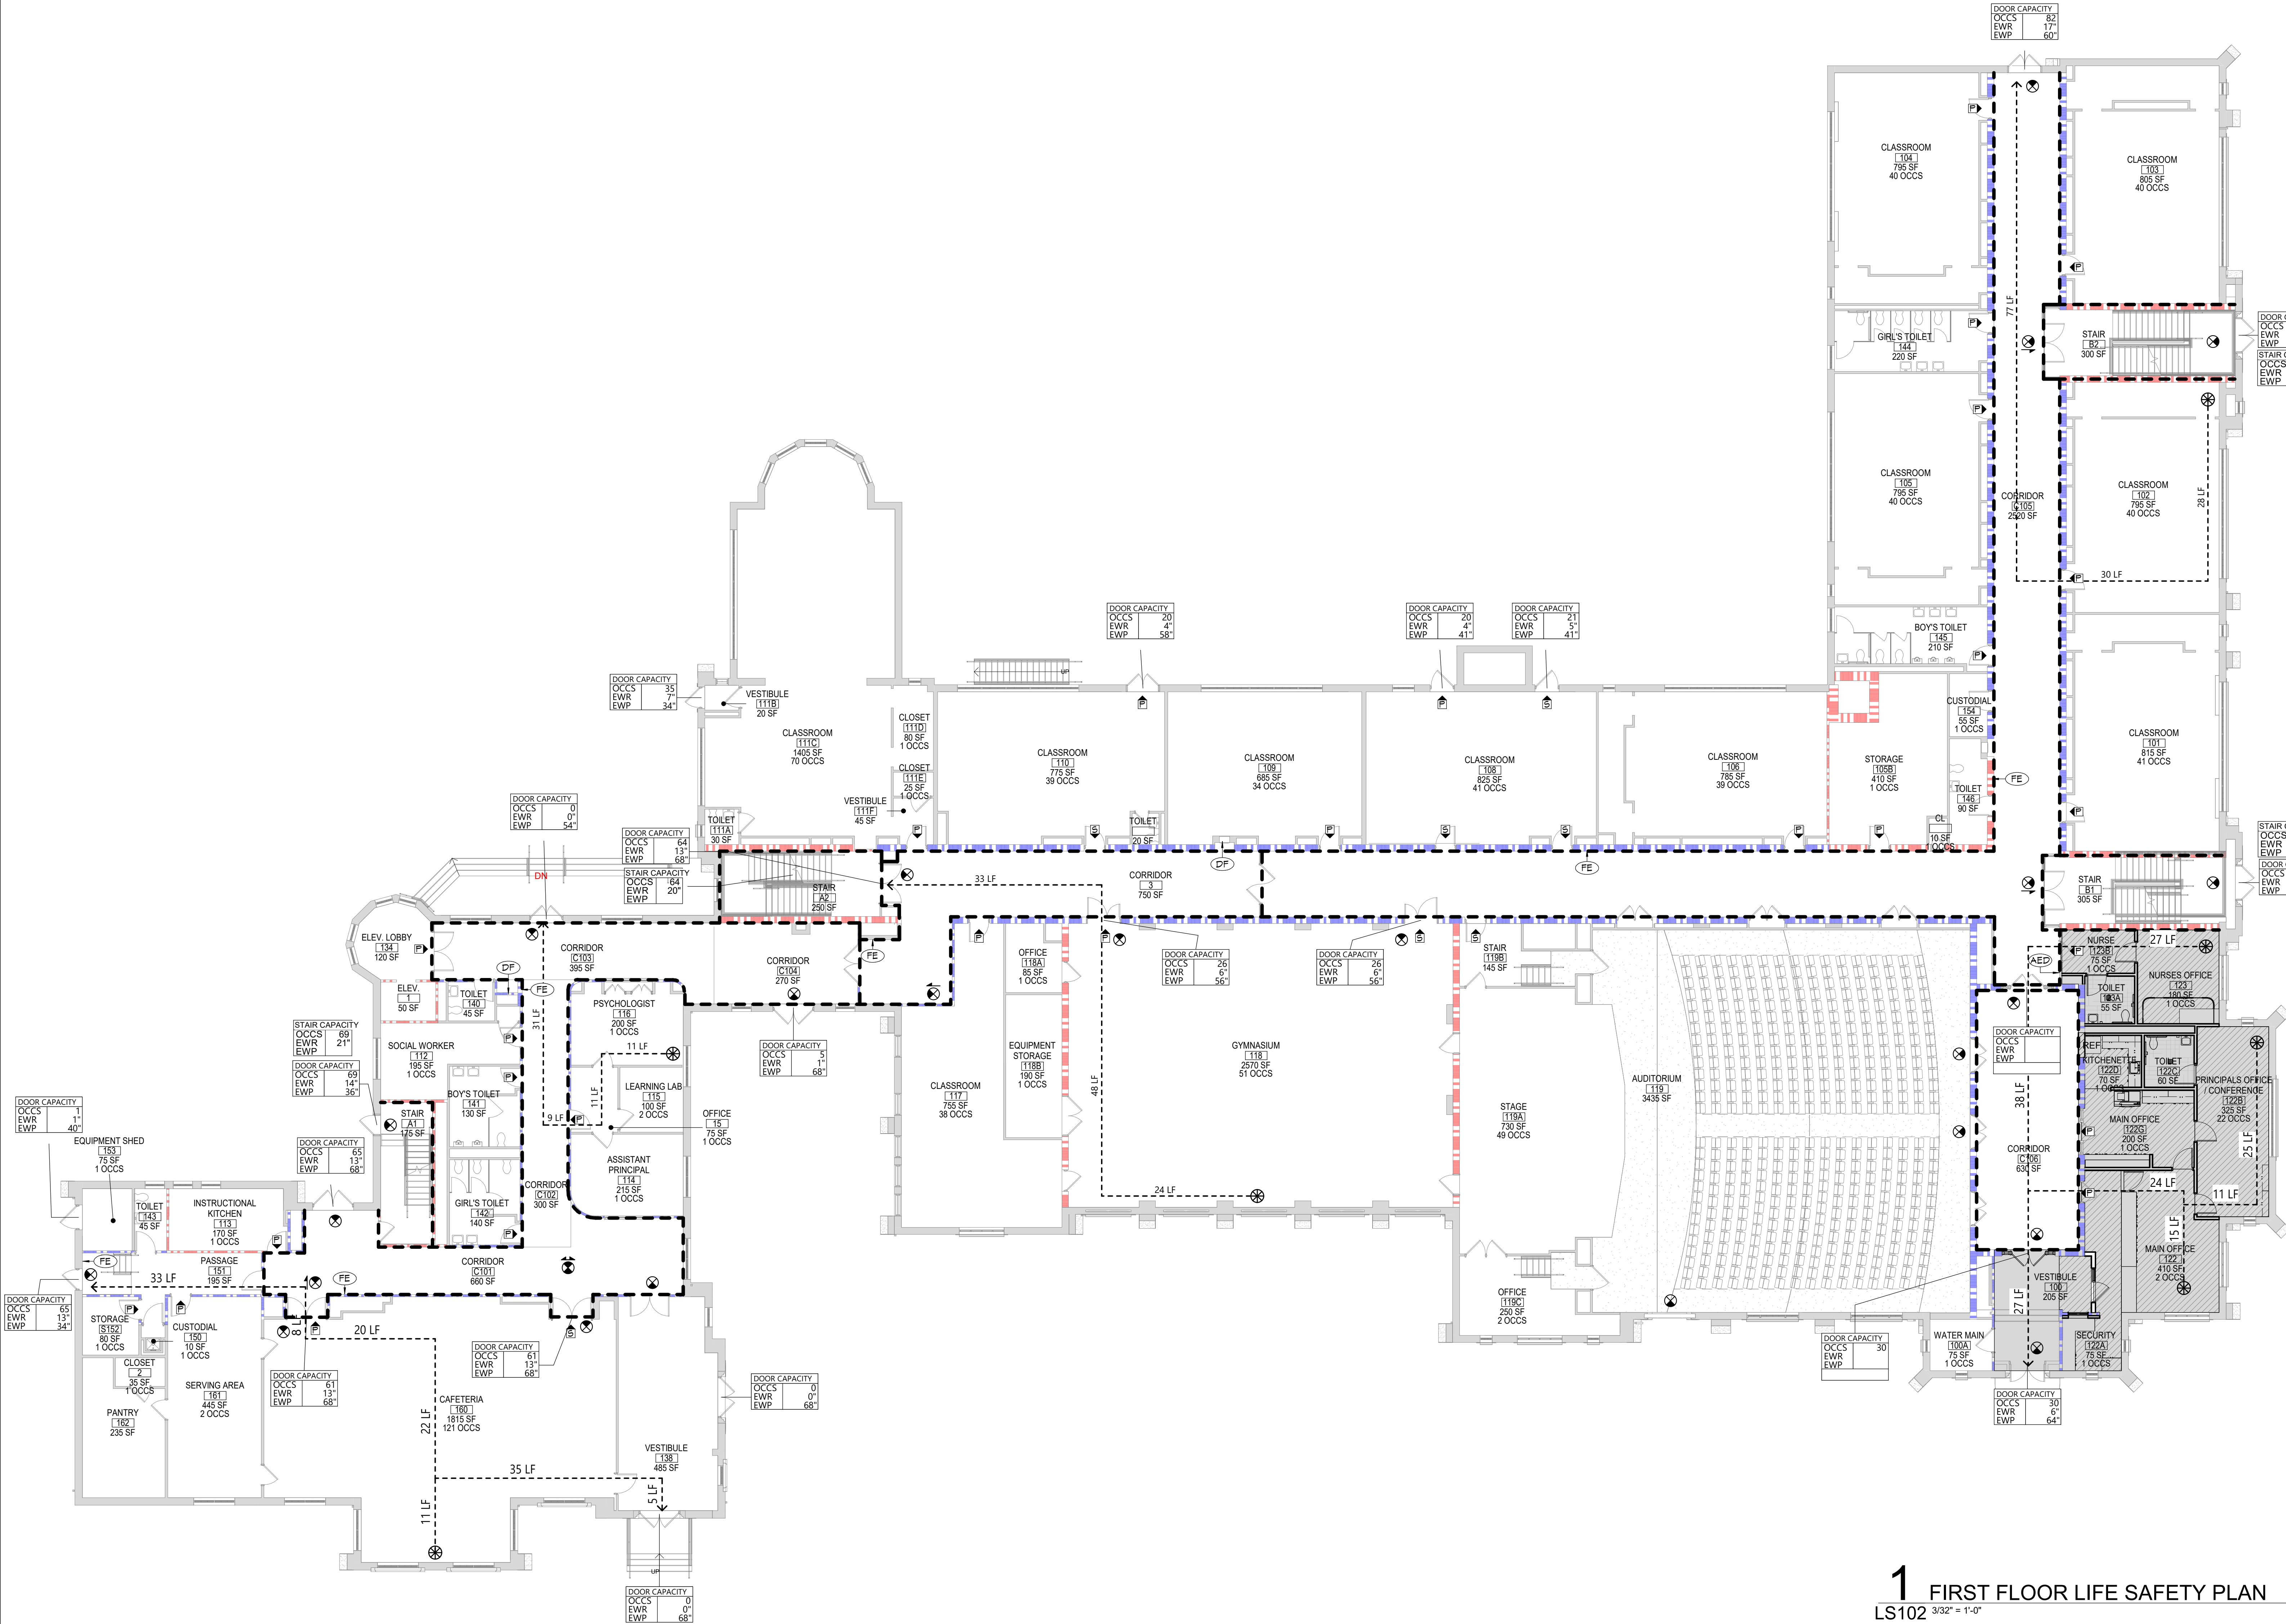 DOOR CAPACITY
OCCS 82
EWR 17"
EWP 60"
CLASSROOM
104
795 SF
40 OCCS
CLASSROOM
103
805 SF
40 OCCS
P
P
77 LF
GIRL'S TOILET
144
220 SF
P
STAIR
B2
300 SF
DOOR
OCCS
EWR
EWP
STAIR
OCCS
EWR
EWP
CLASSROOM
105
795 SF
40 OCCS
P
CORRIDOR
C105
2520 SF
CLASSROOM
102
795 SF
40 OCCS
28 LF
30 LF
P
BOY'S TOILET
145
210 SF
P
DOOR CAPACITY
OCCS 20
EWR 4"
EWP 58"
DOOR CAPACITY
OCCS 20
EWR 4"
EWP 41"
DOOR CAPACITY
OCCS 21
EWR 5"
EWP 41"
UP
P
P
S
DOOR CAPACITY
OCCS 35
EWR 7"
EWP 34"
VESTIBULE
111B
20 SF
CLASSROOM
111C
1405 SF
70 OCCS
CLOSET
111D
80 SF
1 OCCS
CLOSET
111E
25 SF
1 OCCS
VESTIBULE
111F
45 SF
TOILET
111A
30 SF
P
CLASSROOM
110
775 SF
39 OCCS
S
TOILET
20 SF
CLASSROOM
109
685 SF
34 OCCS
P
CLASSROOM
108
825 SF
41 OCCS
S
S
CLASSROOM
106
785 SF
39 OCCS
P
STORAGE
105B
410 SF
1 OCCS
P
CL
10 SF
1 OCCS
CUSTODIAL
154
55 SF
1 OCCS
TOILET
146
90 SF
FE
CLASSROOM
101
815 SF
41 OCCS
P
STAIR
OCCS
EWR
EWP
DOOR
OCCS
EWR
EWP
DOOR CAPACITY
OCCS 0
EWR 0"
EWP 54"
DOOR CAPACITY
OCCS 64
EWR 13"
EWP 68"
STAIR CAPACITY
OCCS 64
EWR 20"
EWP
DN
STAIR
A2
250 SF
33 LF
DF
CORRIDOR
3
750 SF
FE
STAIR
B1
305 SF
ELEV. LOBBY
134
120 SF
P
CORRIDOR
C103
395 SF
CORRIDOR
C104
270 SF
FE
ELEV.
1
50 SF
TOILET
140
45 SF
DF
FE
31 LF
PSYCHOLOGIST
116
200 SF
1 OCCS
11 LF
11 LF
9 LF
P
LEARNING LAB
115
100 SF
2 OCCS
OFFICE
15
75 SF
1 OCCS
ASSISTANT
PRINCIPAL
114
215 SF
1 OCCS
DOOR CAPACITY
OCCS 5
EWR 1"
EWP 68"
STAIR CAPACITY
OCCS 69
EWR 21"
EWP
DOOR CAPACITY
OCCS 69
EWR 14"
EWP 36"
SOCIAL WORKER
112
195 SF
1 OCCS
P
BOY'S TOILET
141
130 SF
P
STAIR
A1
175 SF
GIRL'S TOILET
142
140 SF
P
CORRIDOR
C102
300 SF
P
OFFICE
118A
85 SF
1 OCCS
P
EQUIPMENT
STORAGE
118B
190 SF
1 OCCS
CLASSROOM
117
755 SF
38 OCCS
DOOR CAPACITY
OCCS 26
EWR 6"
EWP 56"
DOOR CAPACITY
OCCS 26
EWR 6"
EWP 56"
S
S
48 LF
GYMNASIUM
118
2570 SF
51 OCCS
24 LF
STAIR
119B
145 SF
STAGE
119A
730 SF
49 OCCS
OFFICE
119C
250 SF
2 OCCS
AUDITORIUM
119
3435 SF
DOOR CAPACITY
OCCS
EWR
EWP
AED
NURSE
123B
75 SF
1 OCCS
P
27 LF
NURSES OFFICE
123
180 SF
1 OCCS
TOILET
123A
55 SF
REF.
KITCHENETTE
122D
70 SF
1 OCCS
TOILET
122C
60 SF
PRINCIPALS OFFICE
/ CONFERENCE
122B
325 SF
22 OCCS
MAIN OFFICE
122G
200 SF
1 OCCS
P
38 LF
CORRIDOR
C106
630 SF
24 LF
P
25 LF
11 LF
15 LF
MAIN OFFICE
122
410 SF
2 OCCS
VESTIBULE
100
205 SF
27 LF
WATER MAIN
100A
75 SF
1 OCCS
SECURITY
122A
75 SF
1 OCCS
DOOR CAPACITY
OCCS 30
EWR
EWP
DOOR CAPACITY
OCCS 30
EWR 6"
EWP 64"
DOOR CAPACITY
OCCS 1
EWR 1"
EWP 40"
EQUIPMENT SHED
153
75 SF
1 OCCS
DOOR CAPACITY
OCCS 65
EWR 13"
EWP 68"
TOILET
143
45 SF
INSTRUCTIONAL
KITCHEN
113
170 SF
1 OCCS
P
PASSAGE
151
195 SF
FE
33 LF
FE
CORRIDOR
C101
660 SF
DOOR CAPACITY
OCCS 65
EWR 13"
EWP 34"
STORAGE
S152
80 SF
1 OCCS
P
P
CUSTODIAL
150
10 SF
1 OCCS
CLOSET
2
35 SF
1 OCCS
PANTRY
162
235 SF
SERVING AREA
161
445 SF
2 OCCS
8 LF
P
20 LF
22 LF
DOOR CAPACITY
OCCS 61
EWR 13"
EWP 68"
DOOR CAPACITY
OCCS 61
EWR 13"
EWP 68"
S
CAFETERIA
160
1815 SF
121 OCCS
35 LF
11 LF
5 LF
VESTIBULE
138
485 SF
DOOR CAPACITY
OCCS 0
EWR 0"
EWP 68"
UP
DOOR CAPACITY
OCCS 0
EWR 0"
EWP 68"
1 FIRST FLOOR LIFE SAFETY PLAN
LS102 3/32" = 1'-0"